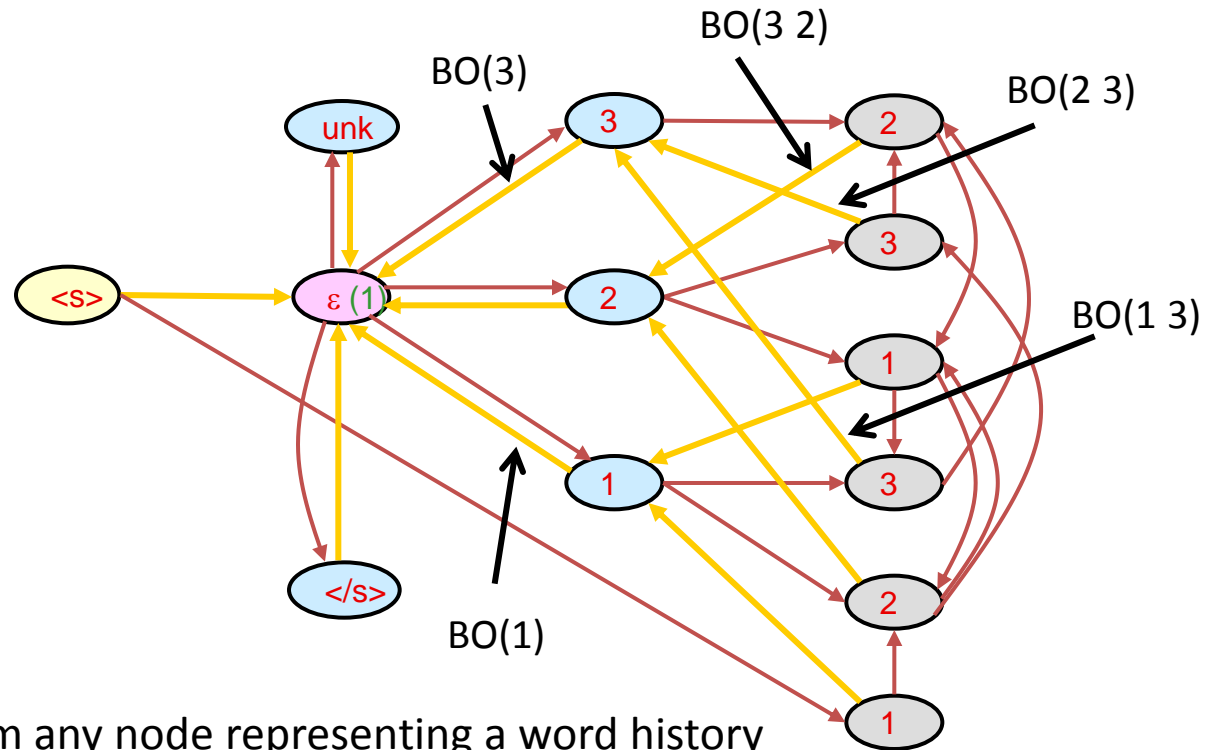 BO(3 2)
BO(3)
BO(2 3)
unk
3
2
3
<s>
ε (1)
2
BO(1 3)
1
1
3
</s>
2
BO(1)
1
any node representing a word history